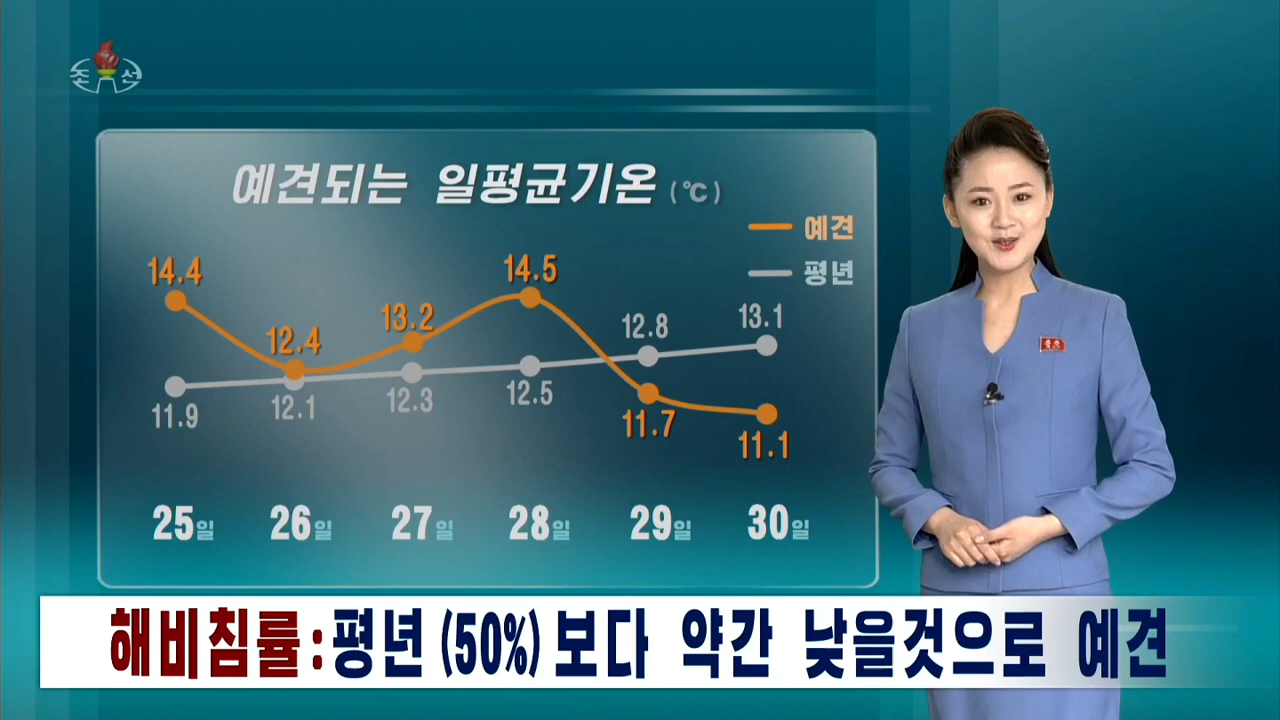 조선
예견되는 일평균기온 (℃)
예견
평년
14.4 12.4 13.2 14.5 11.7 11.1
11.9 12.1 12.3 12.5 12.8 13.1
25일 26일 27일 28일 29일 30일
해비침률:평년(50%)보다 약간 낮을것으로 예견